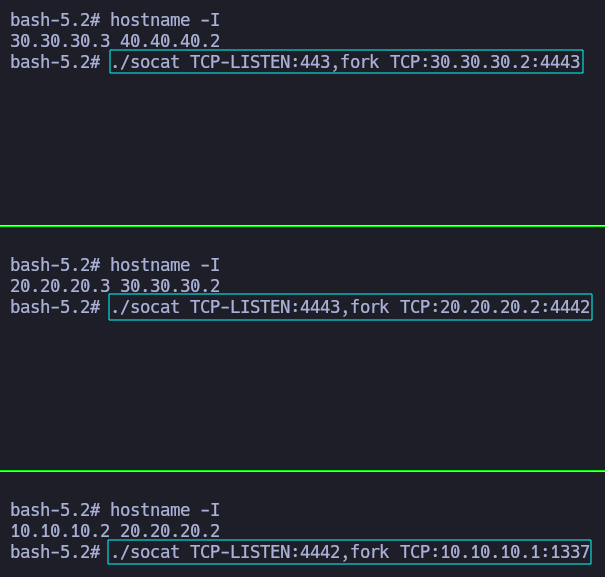 bash-5.2# hostname -I
30.30.30.3 40.40.40.2
bash-5.2# ./socat TCP-LISTEN:443,fork TCP:30.30.30.2:4443
bash-5.2# hostname -I
20.20.20.3 30.30.30.2
bash-5.2# ./socat TCP-LISTEN:4443,fork TCP:20.20.20.2:4442
bash-5.2# hostname -I
10.10.10.2 20.20.20.2
bash-5.2# ./socat TCP-LISTEN:4442,fork TCP:10.10.10.1:1337